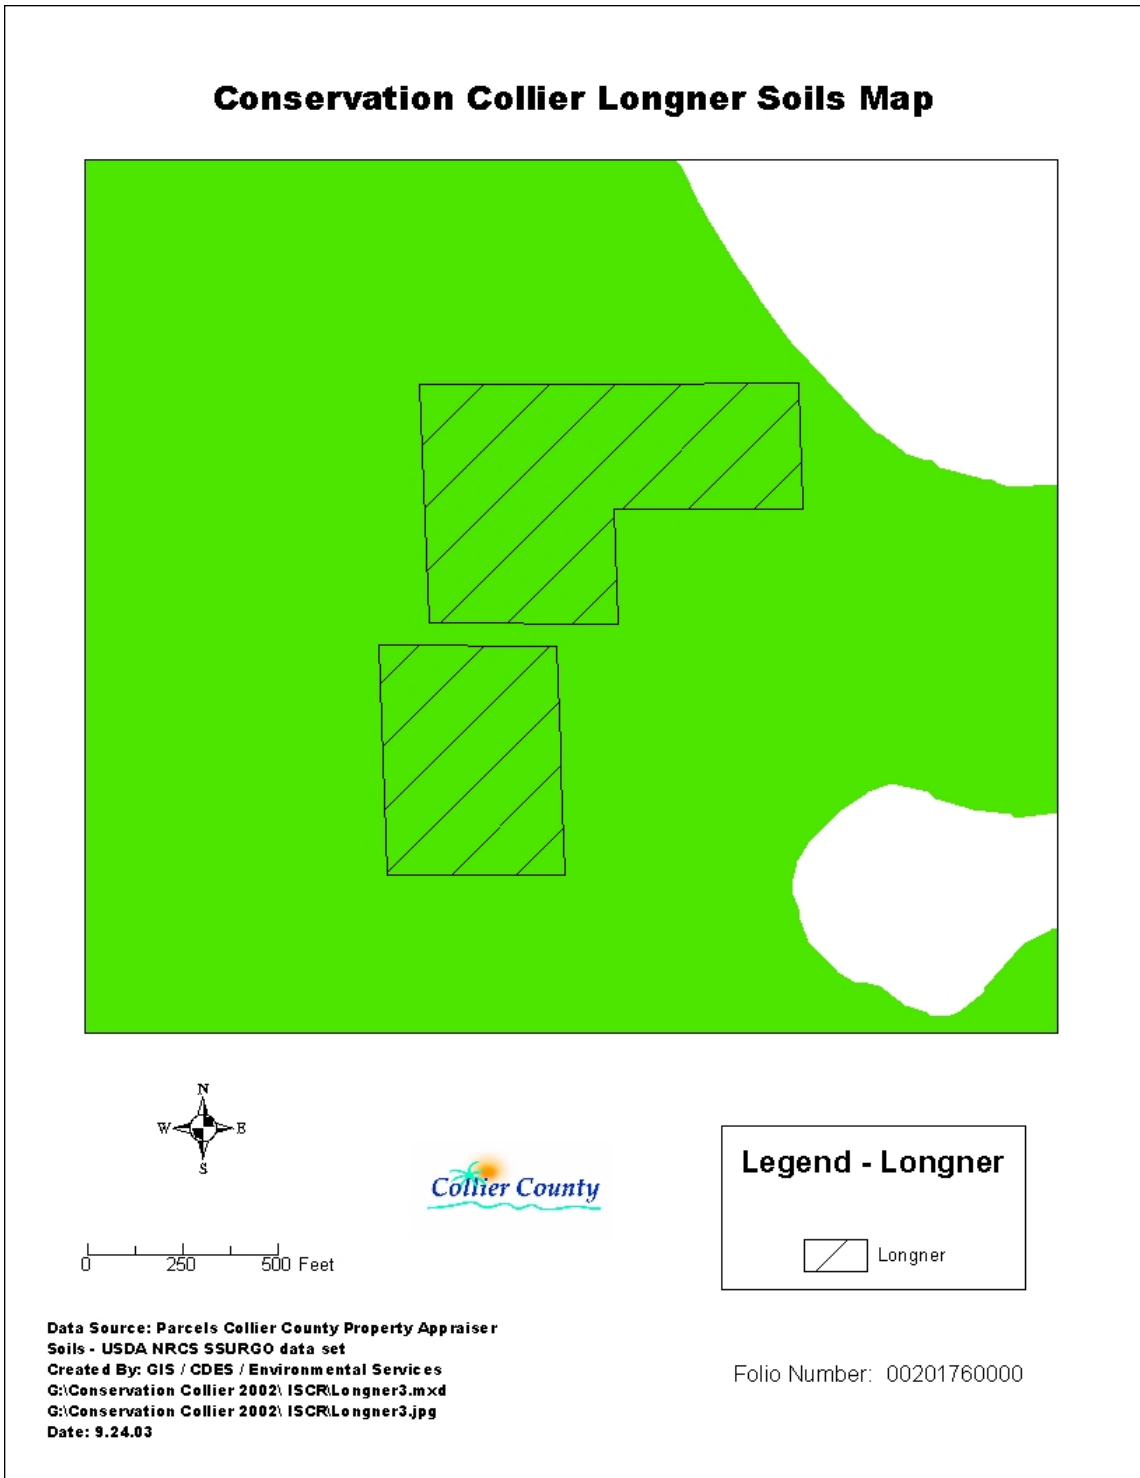 Conservation Collier Longner Soils Map
N
W E
S
Collier County
Legend - Longner
Longner
0 250 500 Feet
Data Source: Parcels Collier County Property Appraiser
Soils - USDA NRCS SSURGO data set
Created By: GIS / CDES / Environmental Services
G:\Conservation Collier 2002\ ISCR\Longner3.mxd
G:\Conservation Collier 2002\ ISCR\Longner3.jpg
Date: 9.24.03
Folio Number: 00201760000